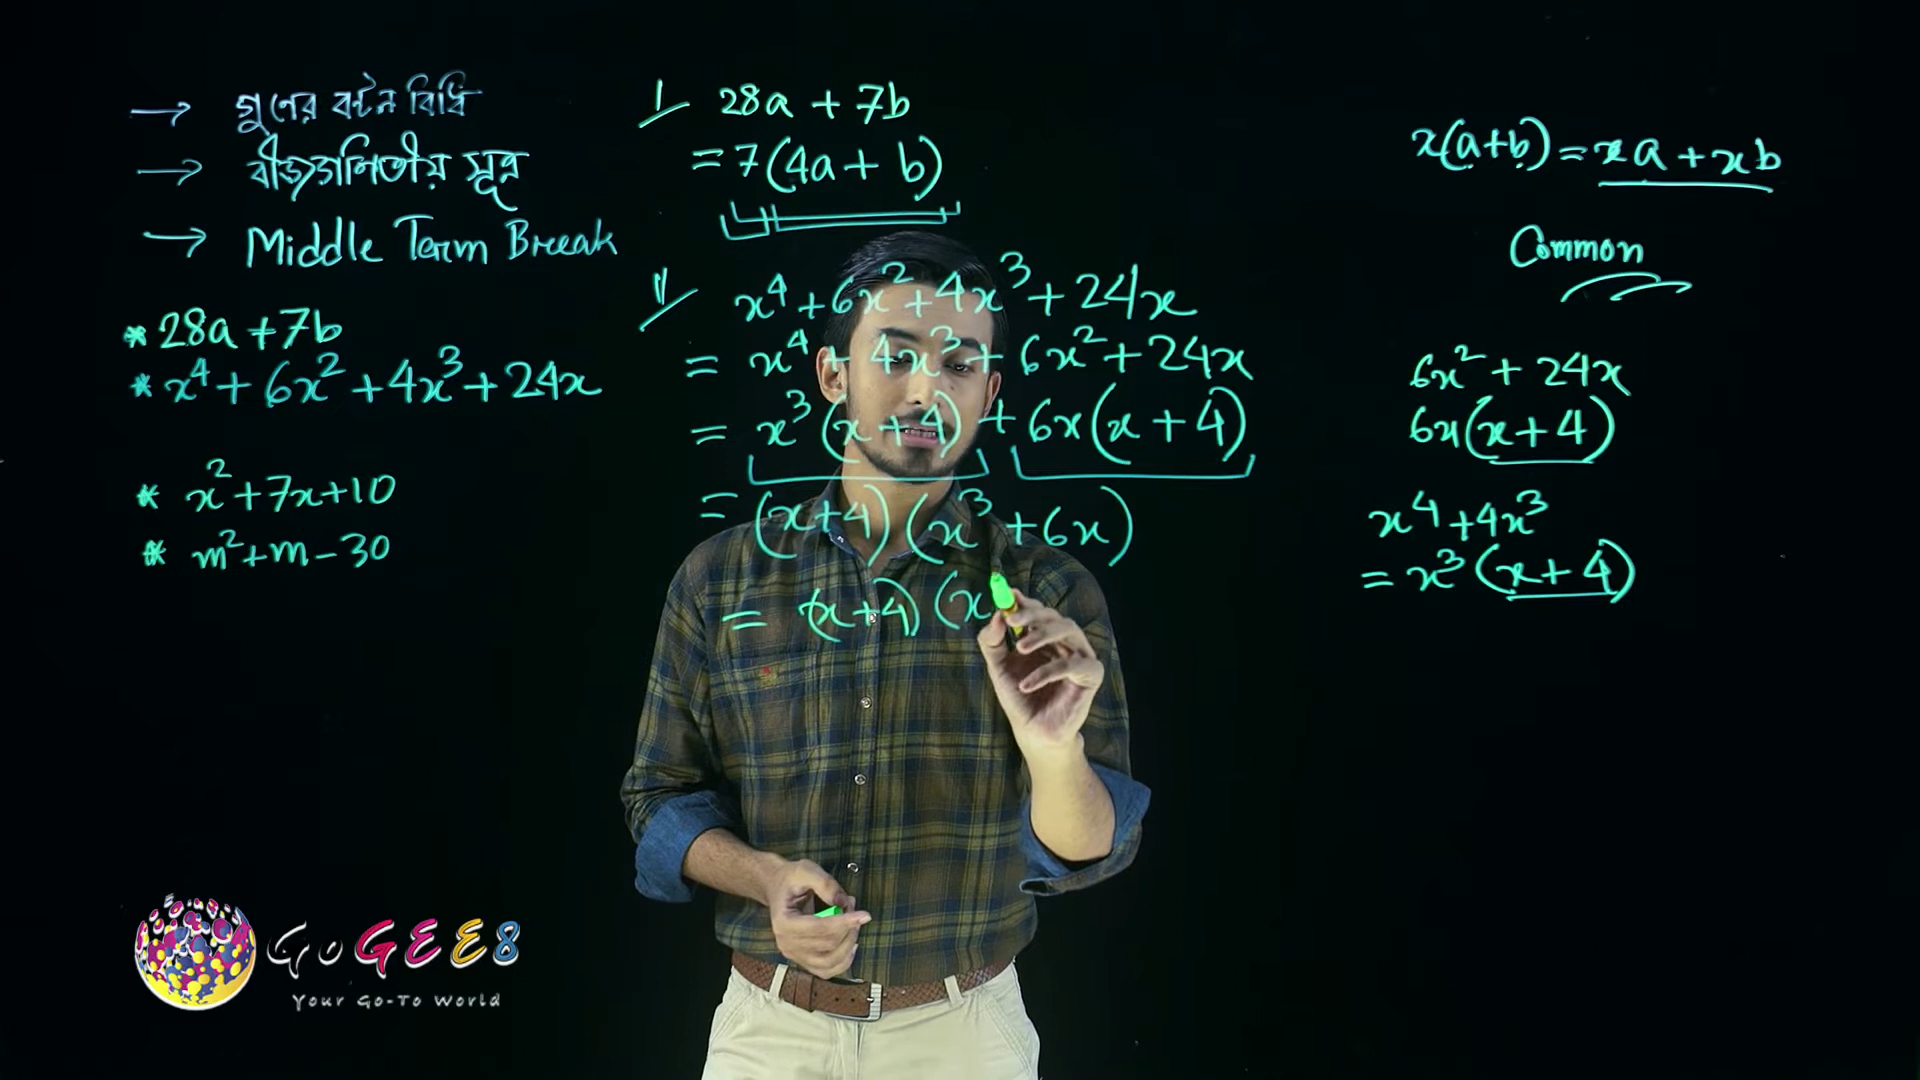 → গুণের বণ্টন বিধি
→ বীজগাণিতীয় সূত্র
→ Middle Term Break
* 28a + 7b
* x⁴ + 6x² + 4x³ + 24x
* x² + 7x + 10
* m² + m - 30
I 28a + 7b
= 7(4a + b)
II x⁴ + 6x² + 4x³ + 24x
= x⁴ + 4x³ + 6x² + 24x
= x³(x + 4) + 6x(x + 4)
= (x+4)(x³ + 6x)
= (x+4)(x
x(a+b) = xa + xb
Common
6x² + 24x
6x(x + 4)
x⁴ + 4x³
= x³(x + 4)
GoGEE8
Your Go-To World